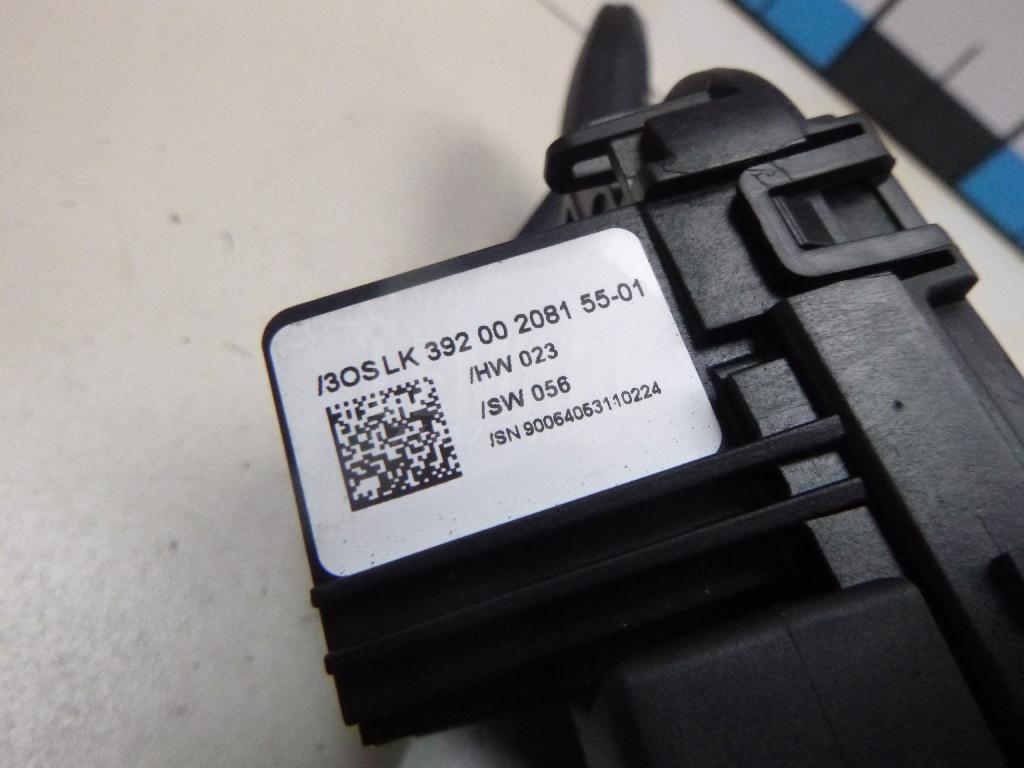 /3OS LK 392 00 2081 55-01
/HW 023
/SW 056
/SN 90064053110224